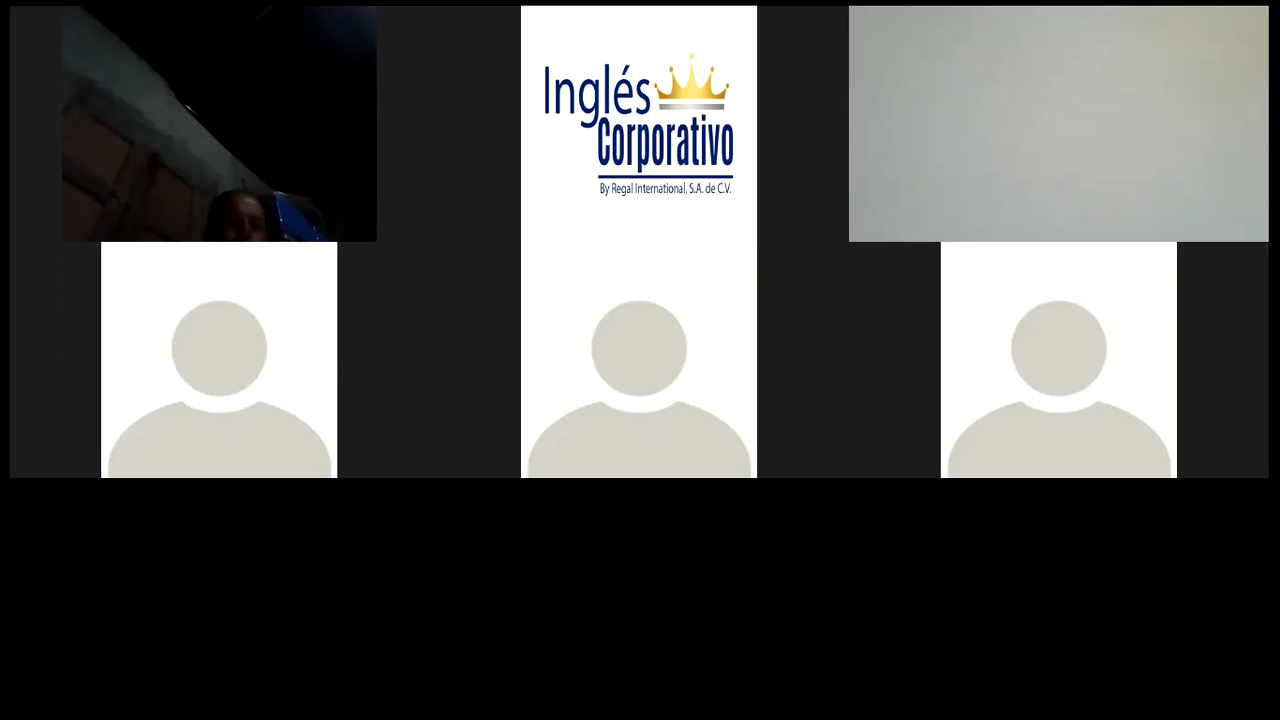 Inglés
Corporativo
By Regal International, S.A. de C.V.